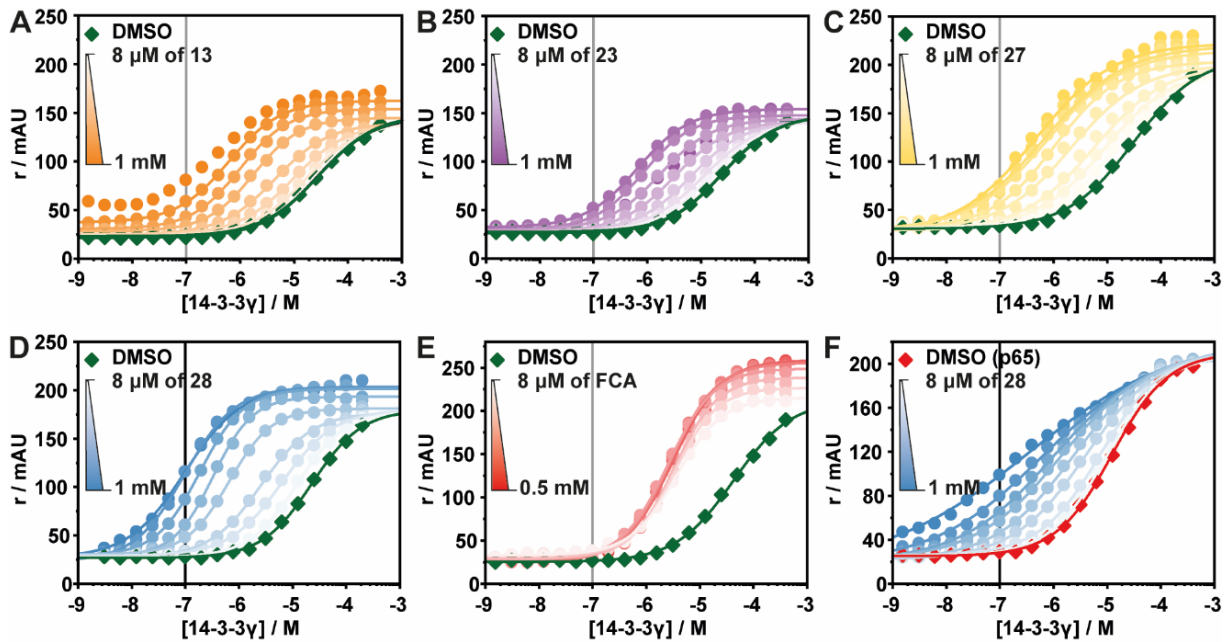 A
DMSO
8 µM of 13
1 mM
r / mAU
250
200
150
100
50
0
-9 -8 -7 -6 -5 -4 -3
[14-3-3γ] / M
B
DMSO
8 µM of 23
1 mM
r / mAU
250
200
150
100
50
0
-9 -8 -7 -6 -5 -4 -3
[14-3-3γ] / M
C
DMSO
8 µM of 27
1 mM
r / mAU
250
200
150
100
50
0
-9 -8 -7 -6 -5 -4 -3
[14-3-3γ] / M
D
DMSO
8 µM of 28
1 mM
r / mAU
250
200
150
100
50
0
-9 -8 -7 -6 -5 -4 -3
[14-3-3γ] / M
E
DMSO
8 µM of FCA
0.5 mM
r / mAU
250
200
150
100
50
0
-9 -8 -7 -6 -5 -4 -3
[14-3-3γ] / M
F
DMSO (p65)
8 µM of 28
1 mM
r / mAU
200
160
120
80
40
0
-9 -8 -7 -6 -5 -4 -3
[14-3-3γ] / M